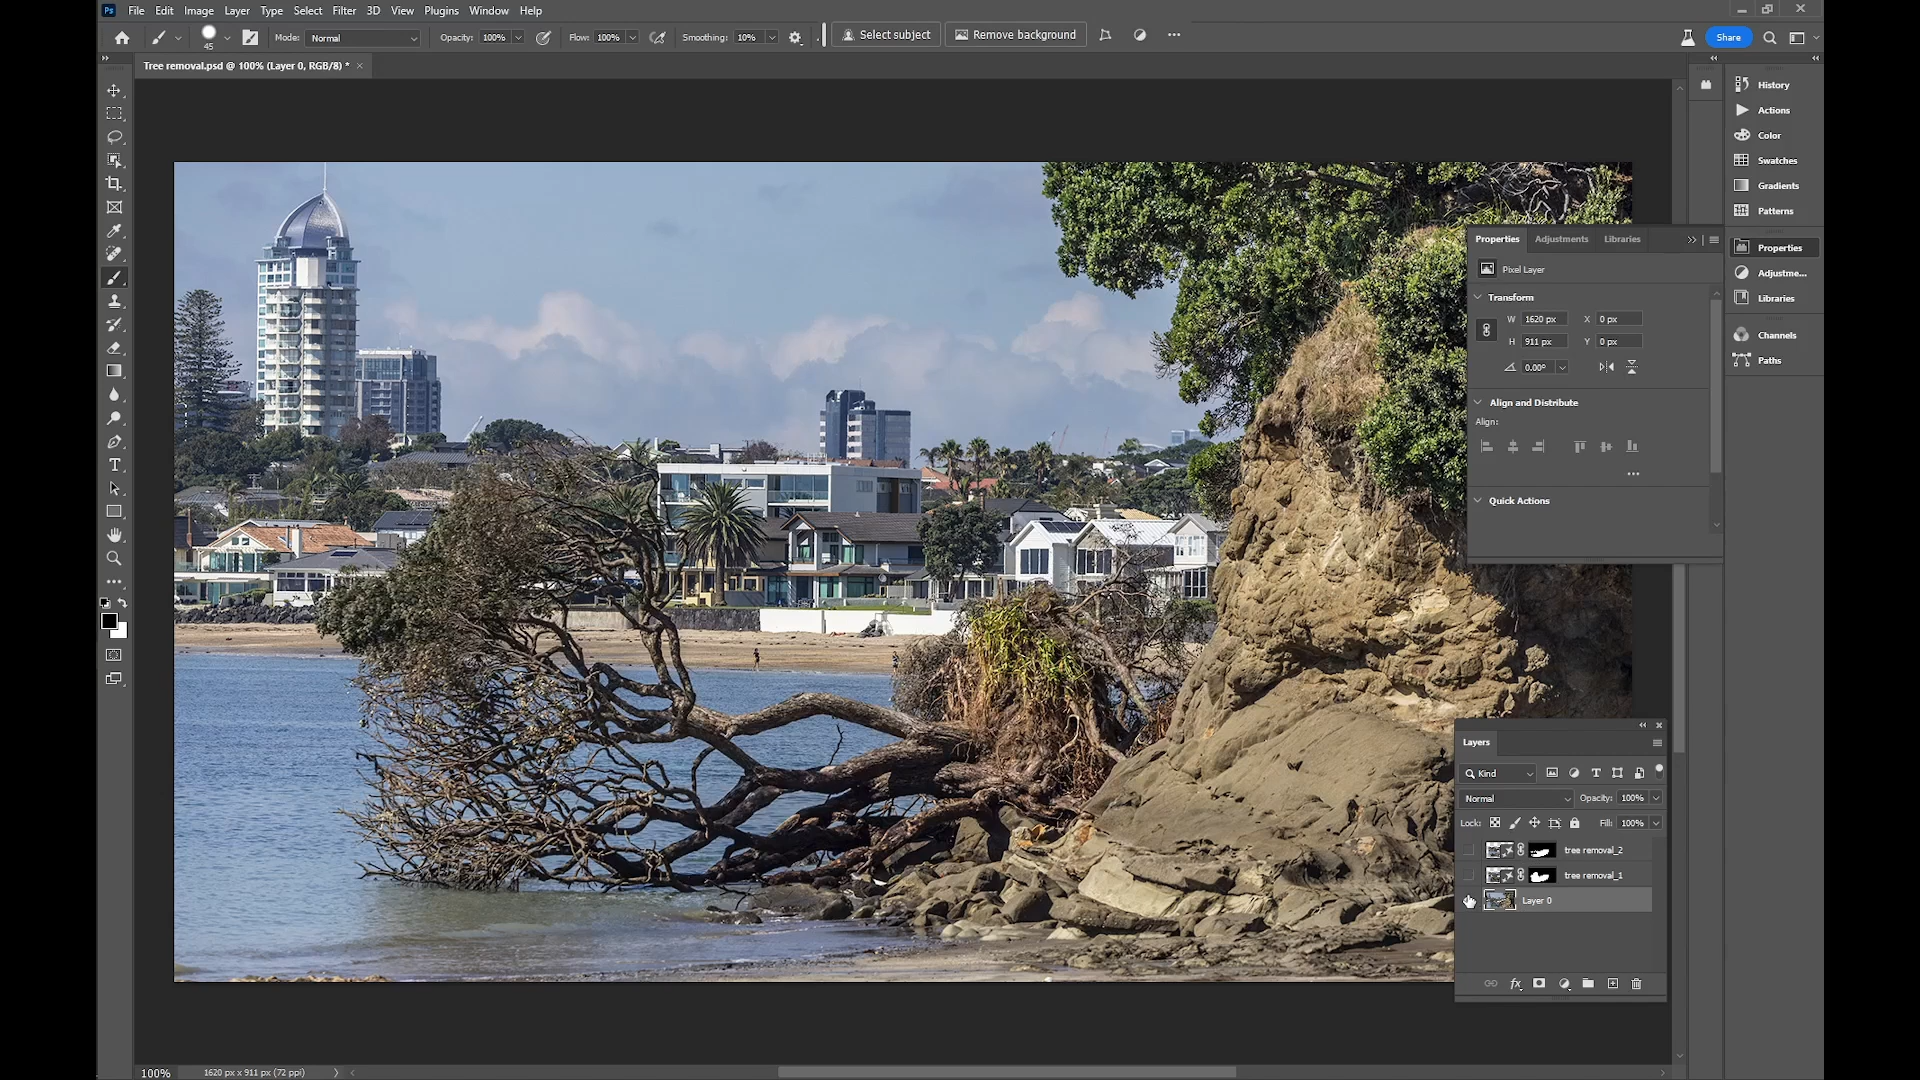 Ps File Edit Image Layer Type Select Filter 3D View Plugins Window Help
45 Mode: Normal Opacity: 100% Flow: 100% Smoothing: 10% Select subject Remove background Share
Tree removal.psd @ 100% (Layer 0, RGB/8) *
History
Actions
Color
Swatches
Gradients
Patterns
Properties
Adjustme...
Libraries
Channels
Paths
Properties Adjustments Libraries
Pixel Layer
Transform
W 1620 px X 0 px
H 911 px Y 0 px
0.00°
Align and Distribute
Align:
Quick Actions
Layers
Kind
Normal Opacity: 100%
Lock: Fill: 100%
tree removal_2
tree removal_1
Layer 0
fx
100% 1620 px x 911 px (72 ppi)